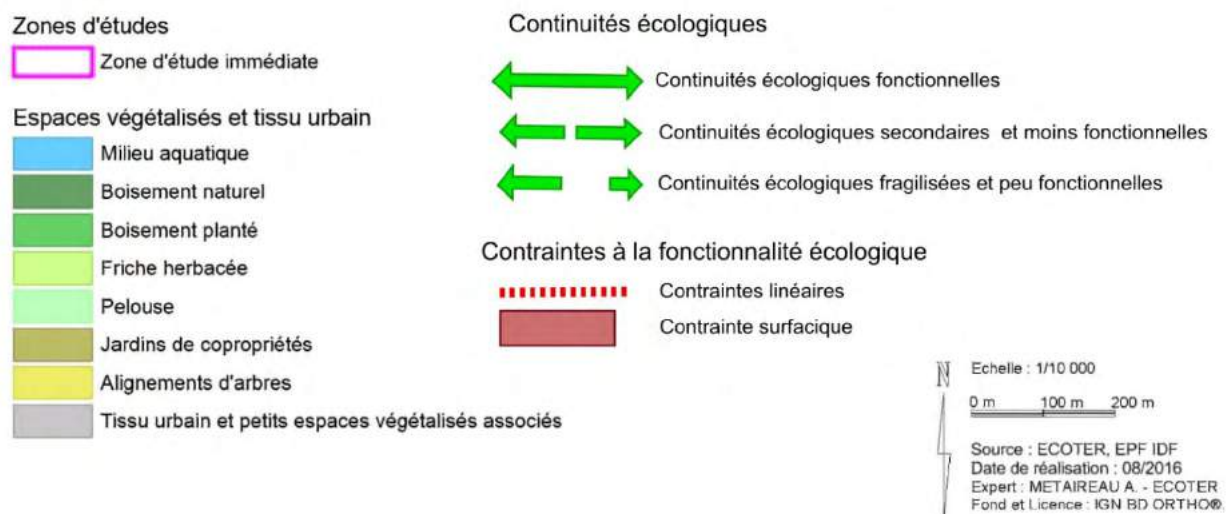 Zones d'études
Zone d'étude immédiate
Espaces végétalisés et tissu urbain
Milieu aquatique
Boisement naturel
Boisement planté
Friche herbacée
Pelouse
Jardins de copropriétés
Alignements d'arbres
Tissu urbain et petits espaces végétalisés associés
Continuités écologiques
Continuités écologiques fonctionnelles
Continuités écologiques secondaires et moins fonctionnelles
Continuités écologiques fragilisées et peu fonctionnelles
Contraintes à la fonctionnalité écologique
Contraintes linéaires
Contrainte surfacique
N
Echelle : 1/10 000
0 m 100 m 200 m
Source : ECOTER, EPF IDF
Date de réalisation : 08/2016
Expert : METAIREAU A. - ECOTER
Fond et Licence : IGN BD ORTHO®